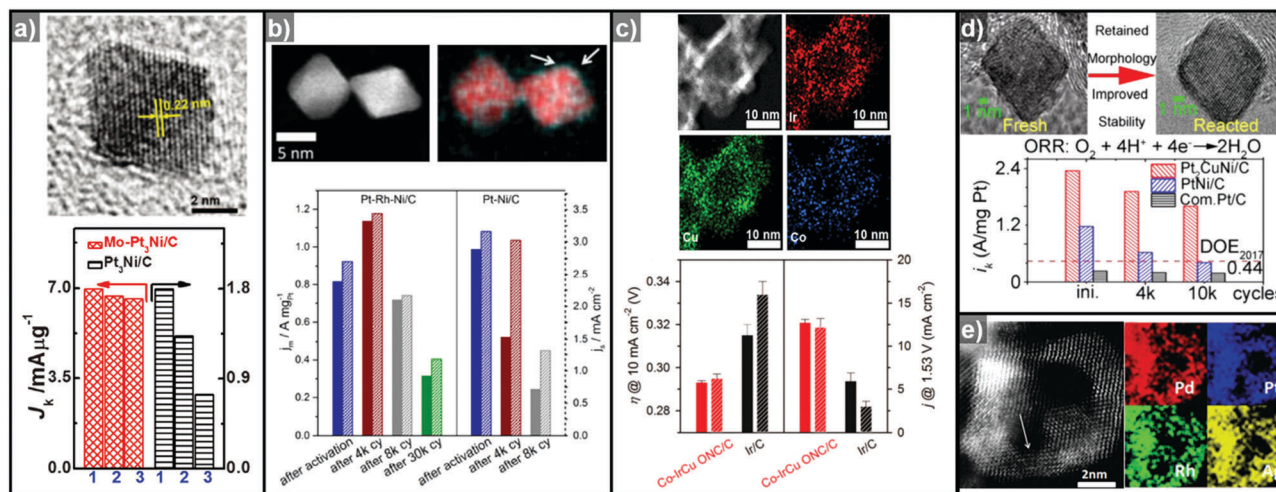 a)
0.22 nm
2 nm
Mo-Pt3Ni/C
Pt3Ni/C
Jk /mAμg-1
7.0
3.5
0.0
1.8
0.9
0.0
1 2 3 1 2 3
b)
5 nm
Pt-Rh-Ni/C
Pt-Ni/C
jm / A mgPt-1
1.4
1.2
1.0
0.8
0.6
0.4
0.2
0.0
js / mA cm-2
3.5
3.0
2.5
2.0
1.5
1.0
0.5
0.0
after activation
after 4k cy
after 8k cy
after 30k cy
after activation
after 4k cy
after 8k cy
c)
10 nm
Ir
10 nm
Cu
10 nm
Co
10 nm
η @ 10 mA cm-2 (V)
0.34
0.32
0.30
0.28
j @ 1.53 V (mA cm-2)
20
15
10
5
0
Co-IrCu ONC/C
Ir/C
Co-IrCu ONC/C
Ir/C
d)
1 nm
Fresh
Retained
Morphology
Improved
Stability
1 nm
Reacted
ORR: O2 + 4H+ + 4e-→2H2O
ik (A/mg Pt)
2.4
1.2
0
Pt2CuNi/C
PtNi/C
Com.Pt/C
DOE2017
0.44
ini. 4k 10k cycles
e)
2nm
Pd
Rh